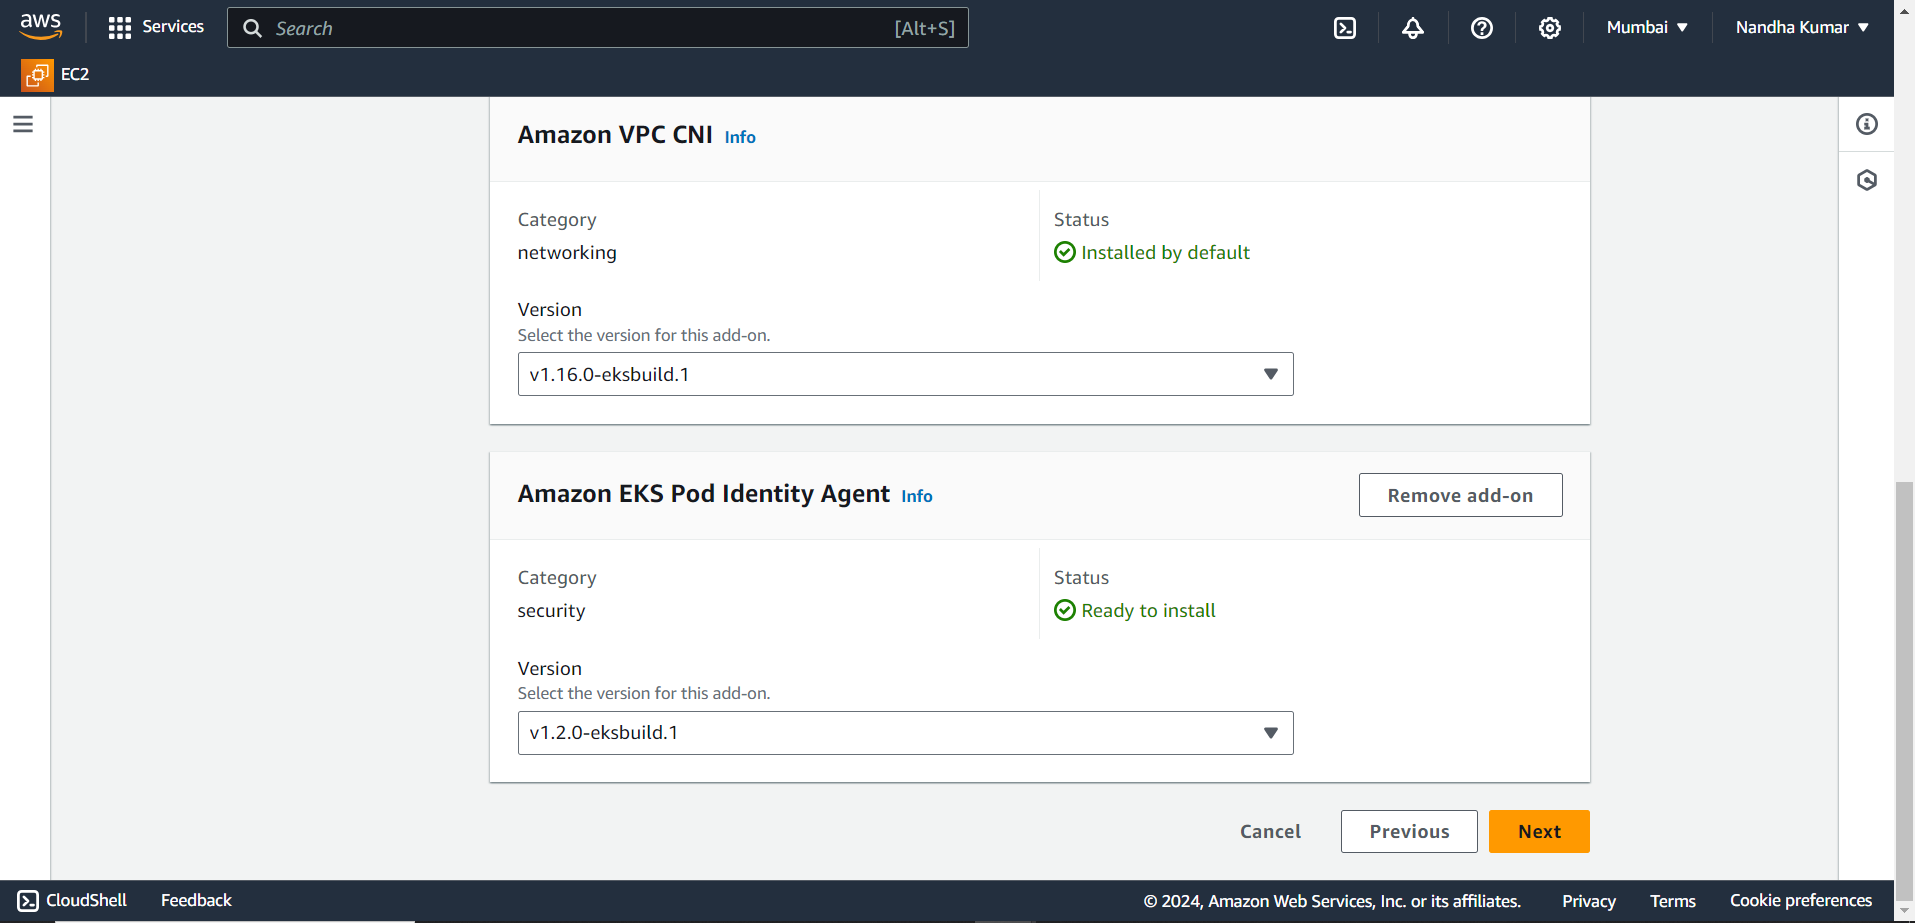 aws
Services
Search
[Alt+S]
Mumbai
Nandha Kumar
EC2
Amazon VPC CNI Info
Category
Status
networking
Installed by default
Version
Select the version for this add-on.
v1.16.0-eksbuild.1
Amazon EKS Pod Identity Agent Info
Remove add-on
Category
Status
security
Ready to install
Version
Select the version for this add-on.
v1.2.0-eksbuild.1
Cancel
Previous
Next
CloudShell
Feedback
© 2024, Amazon Web Services, Inc. or its affiliates.
Privacy
Terms
Cookie preferences